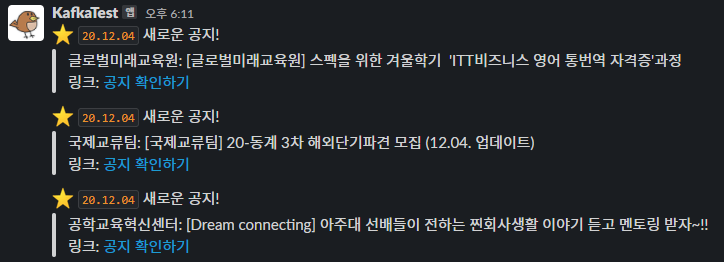 KafkaTest 앱 오후 6:11
20.12.04 새로운 공지!
글로벌미래교육원: [글로벌미래교육원] 스펙을 위한 겨울학기 'ITT비즈니스 영어 통번역 자격증'과정
링크: 공지 확인하기
20.12.04 새로운 공지!
국제교류팀: [국제교류팀] 20-동계 3차 해외단기파견 모집 (12.04. 업데이트)
링크: 공지 확인하기
20.12.04 새로운 공지!
공학교육혁신센터: [Dream connecting] 아주대 선배들이 전하는 찐회사생활 이야기 듣고 멘토링 받자~!!
링크: 공지 확인하기